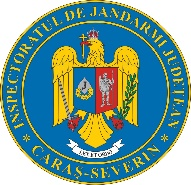 INSPECTORATUL DE JANDARMI JUDEȚEAN
* CARAȘ-SEVERIN *